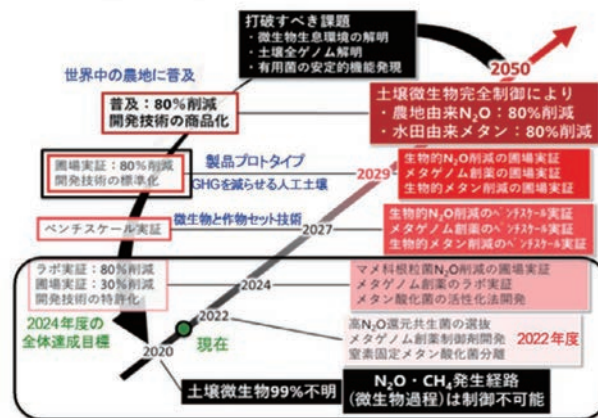 打破すべき課題
・微生物生息環境の解明
・土壌全ゲノム解明
・有用菌の安定的機能発現
2050
世界中の農地に普及
普及：80％削減
開発技術の商品化
土壌微生物完全制御により
・農地由来N₂O：80％削減
・水田由来メタン：80％削減
圃場実証：80％削減
開発技術の標準化
製品プロトタイプ
GHGを減らせる人工土壌
2029
生物的N₂O削減の圃場実証
メタゲノム創薬の圃場実証
生物的メタン削減の圃場実証
ベンチスケール実証
微生物と作物セット技術
2027
生物的N₂O削減のベンチスケール実証
メタゲノム創薬のベンチスケール実証
生物的メタン削減のベンチスケール実証
ラボ実証：80％削減
圃場実証：30％削減
開発技術の特許化
2024
マメ科根粒菌N₂O削減の圃場実証
メタゲノム創薬のラボ実証
メタン酸化菌の活性化法開発
2024年度の
全体達成目標
2022
現在
高N₂O還元共生菌の選抜
メタゲノム創薬制御剤開発
窒素固定メタン酸化菌分離
2022年度
2020
土壌微生物99％不明
N₂O・CH₄発生経路
(微生物過程)は制御不可能